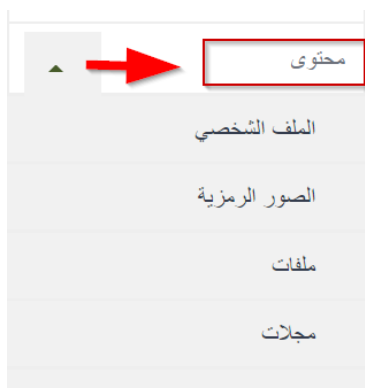 محتوى
الملف الشخصي
الصور الرمزية
ملفات
مجلات